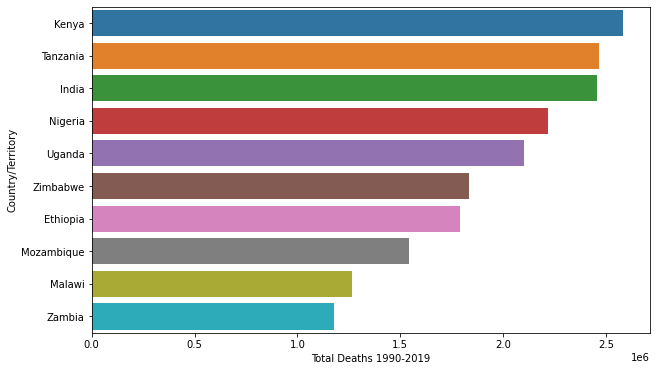 Country/Territory
Kenya
Tanzania
India
Nigeria
Uganda
Zimbabwe
Ethiopia
Mozambique
Malawi
Zambia
0.0 0.5 1.0 1.5 2.0 2.5
1e6
Total Deaths 1990-2019